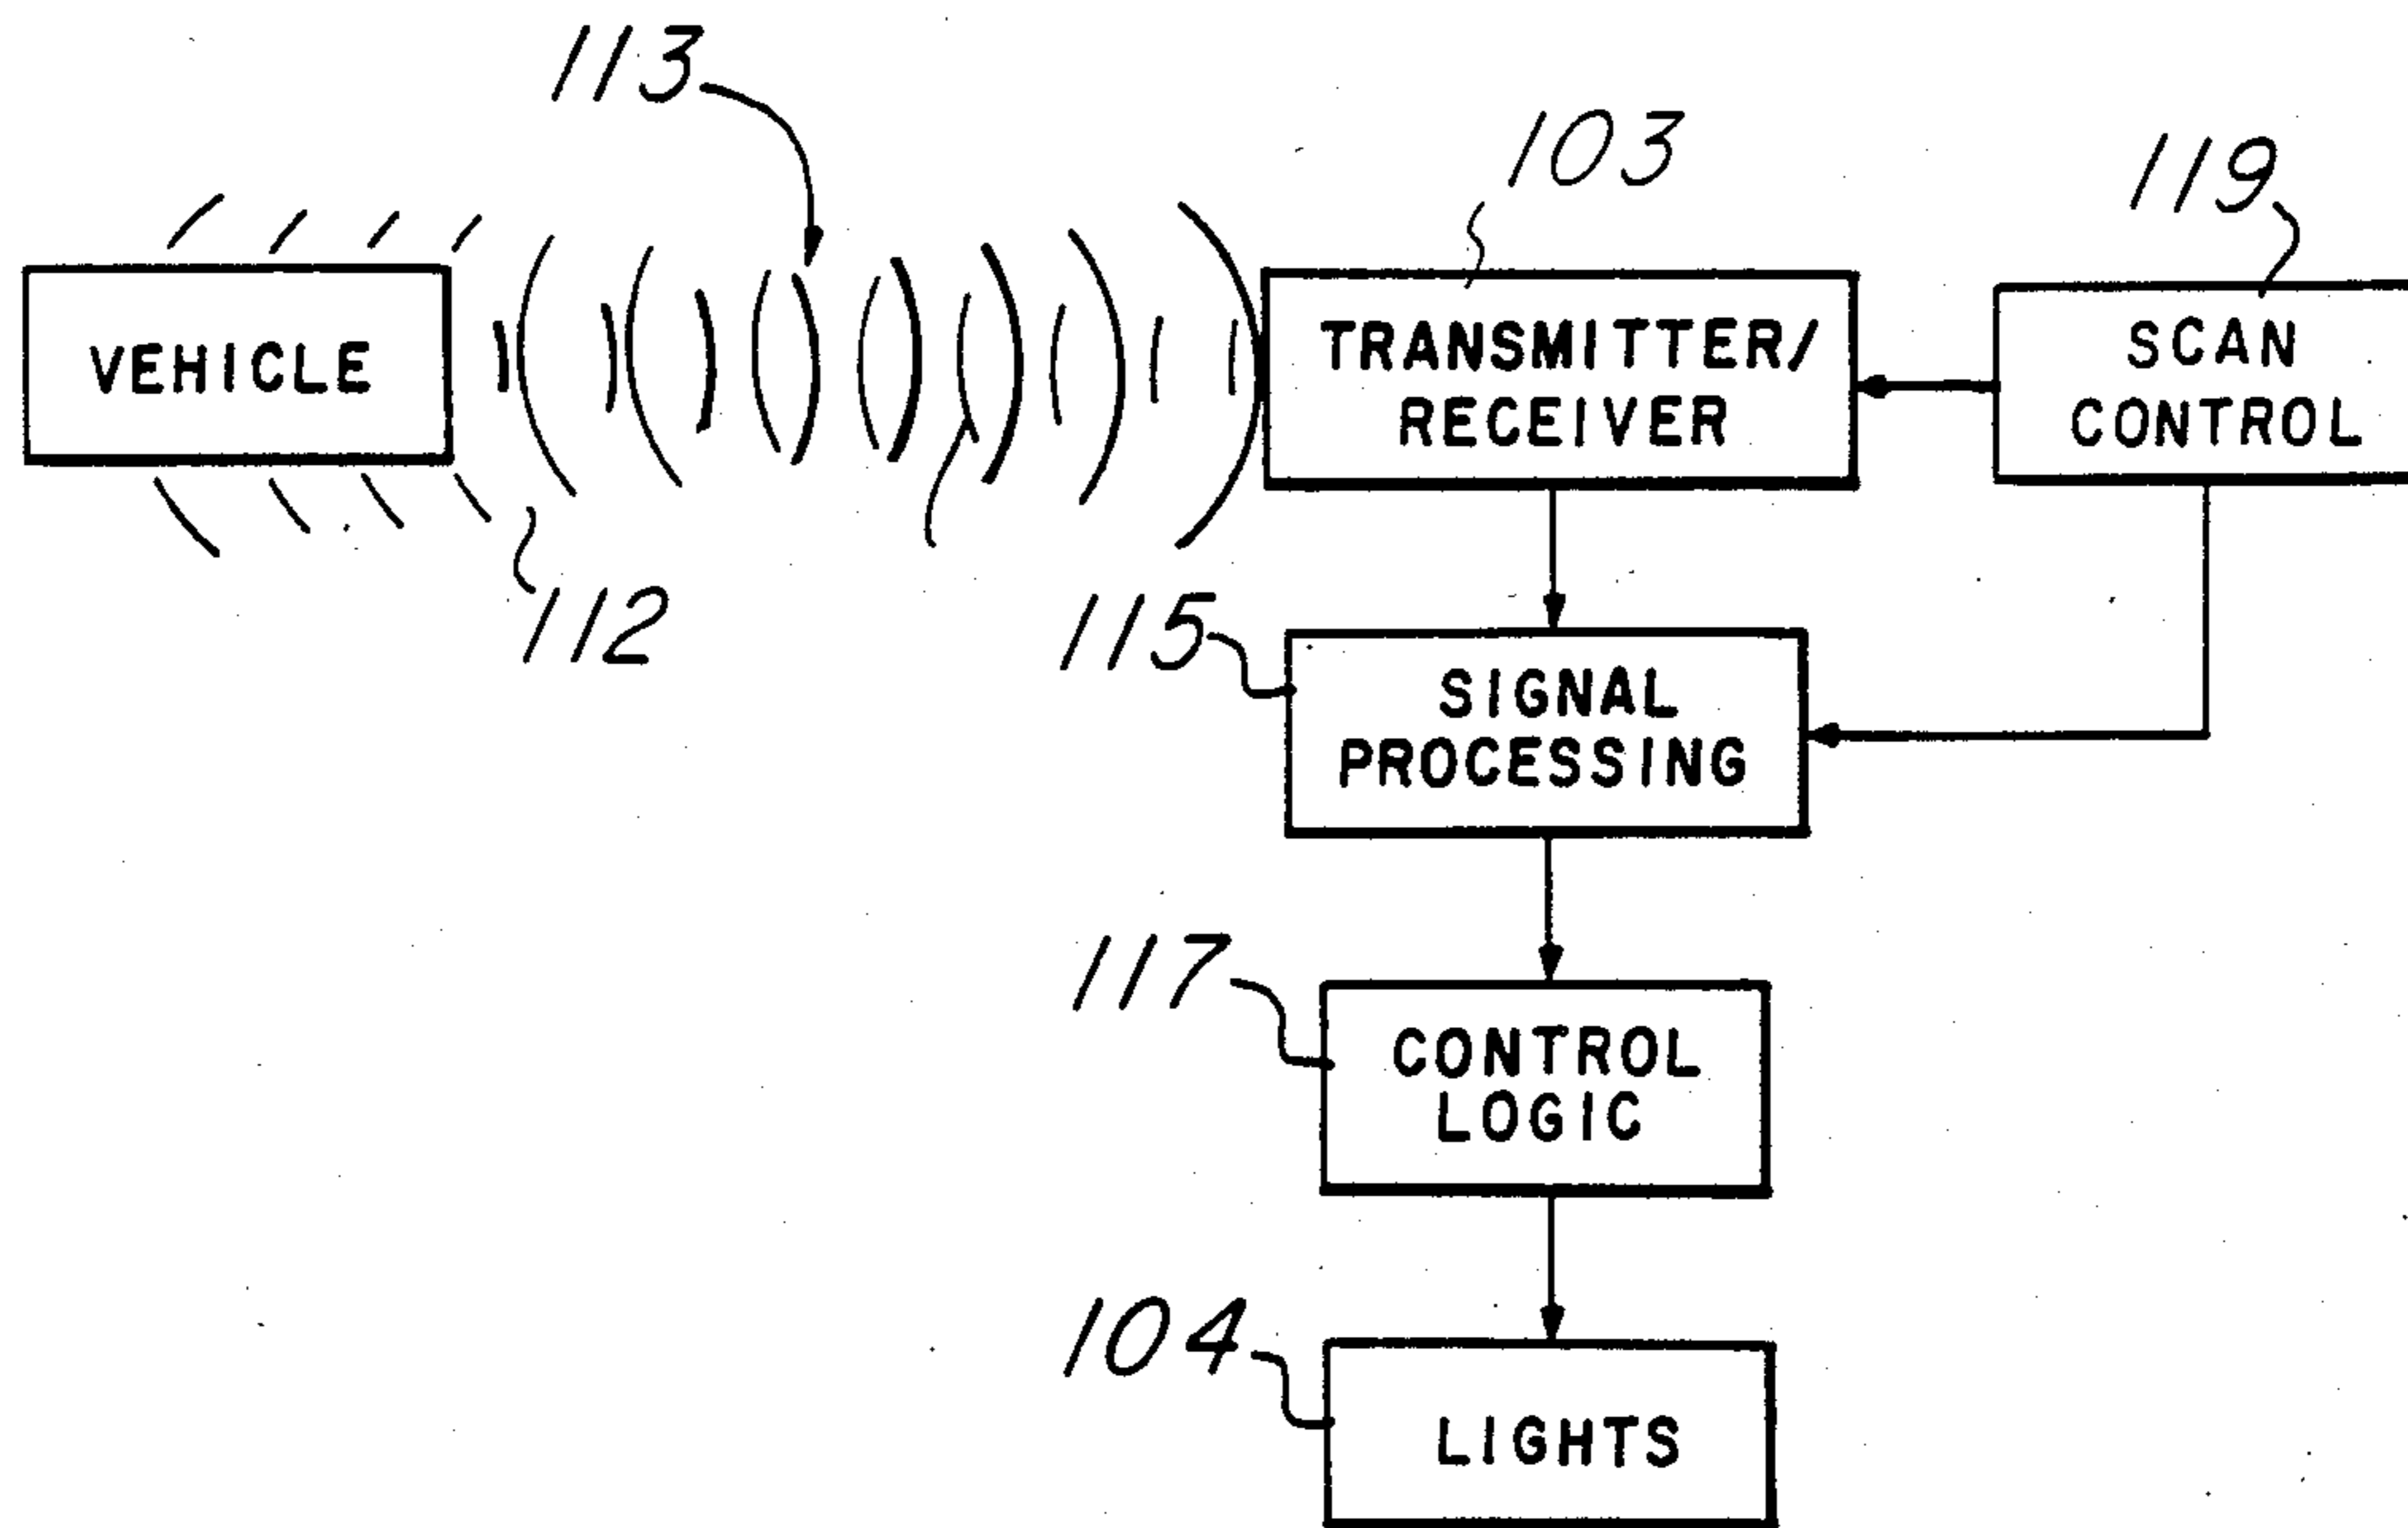 113
103
119
VEHICLE
TRANSMITTER/
RECEIVER
SCAN
CONTROL
112
115
SIGNAL
PROCESSING
117
CONTROL
LOGIC
104
LIGHTS